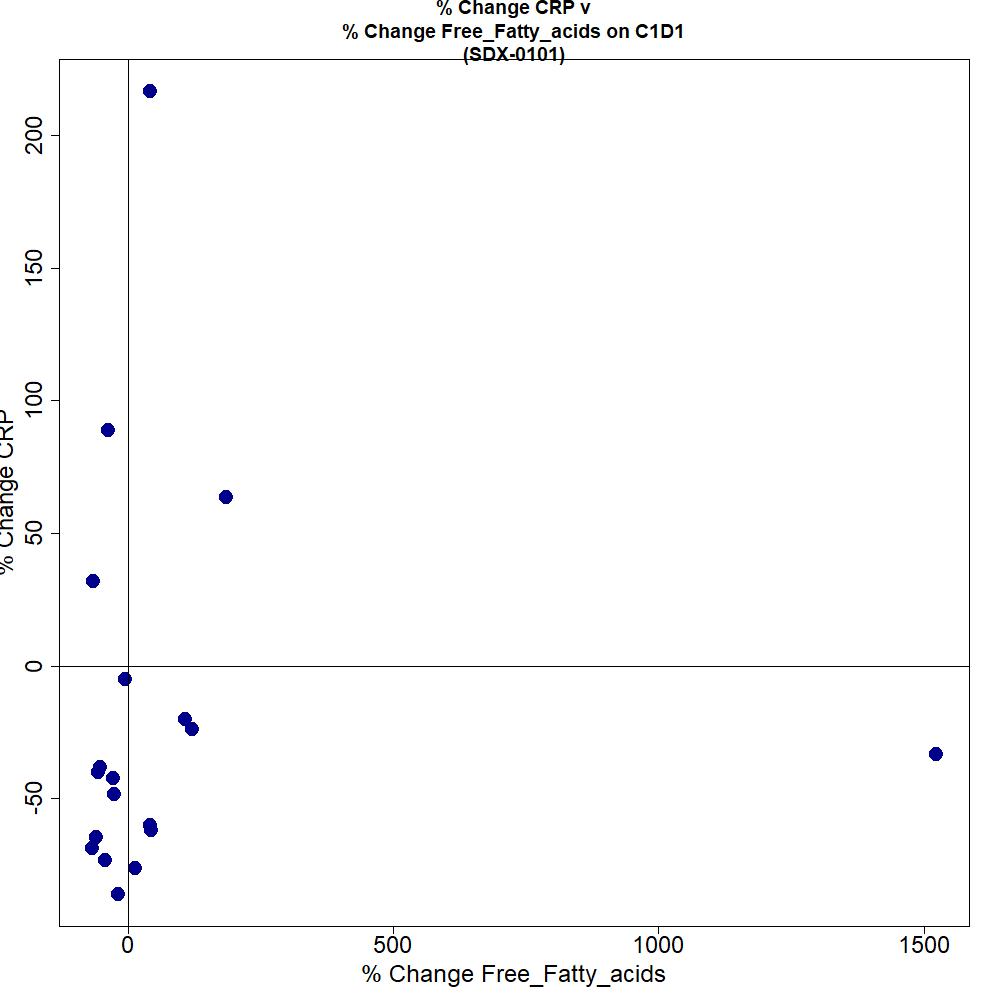 % Change CRP v
% Change Free_Fatty_acids on C1D1
(SDX-0101)
% Change CRP
200
150
100
50
0
-50
0
500
1000
1500
% Change Free_Fatty_acids